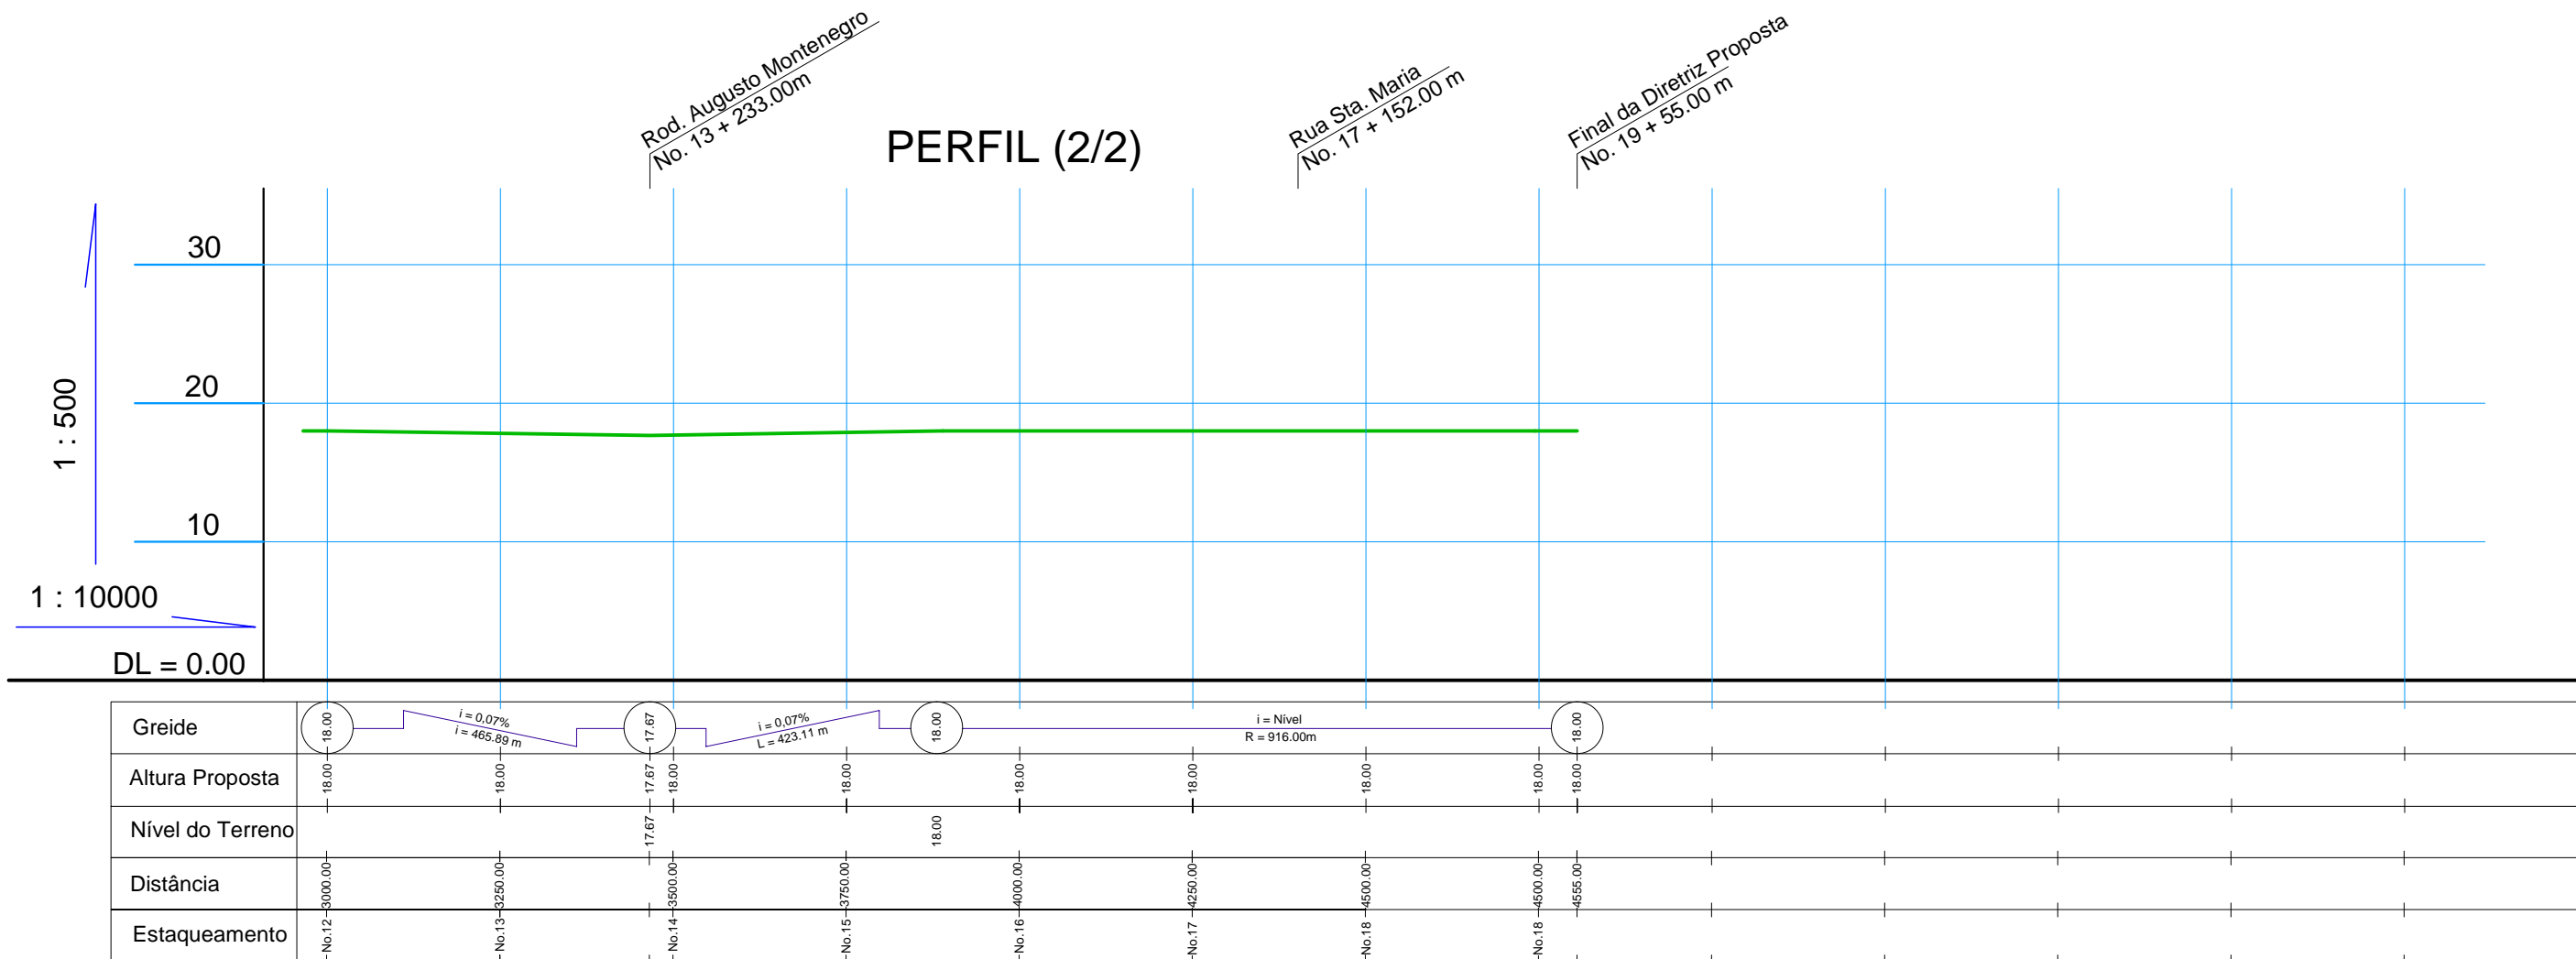 Rod. Augusto Montenegro
No. 13 + 233.00m
Rua Sta. Maria
No. 17 + 152.00 m
Final da Diretriz Proposta
No. 19 + 55.00 m
PERFIL (2/2)
30
20
10
1 : 500
1 : 10000
DL = 0.00
Greide
18.00
i = 0,07%
i = 465.89 m
17.67
i = 0,07%
L = 423.11 m
18.00
i = Nível
R = 916.00m
18.00
Altura Proposta
18.00
18.00
17.67
18.00
18.00
18.00
18.00
18.00
18.00
18.00
Nível do Terreno
17.67
18.00
Distância
3000.00
3250.00
3500.00
3750.00
4000.00
4250.00
4500.00
4500.00
4555.00
Estaqueamento
No.12
No.13
No.14
No.15
No.16
No.17
No.18
No.18